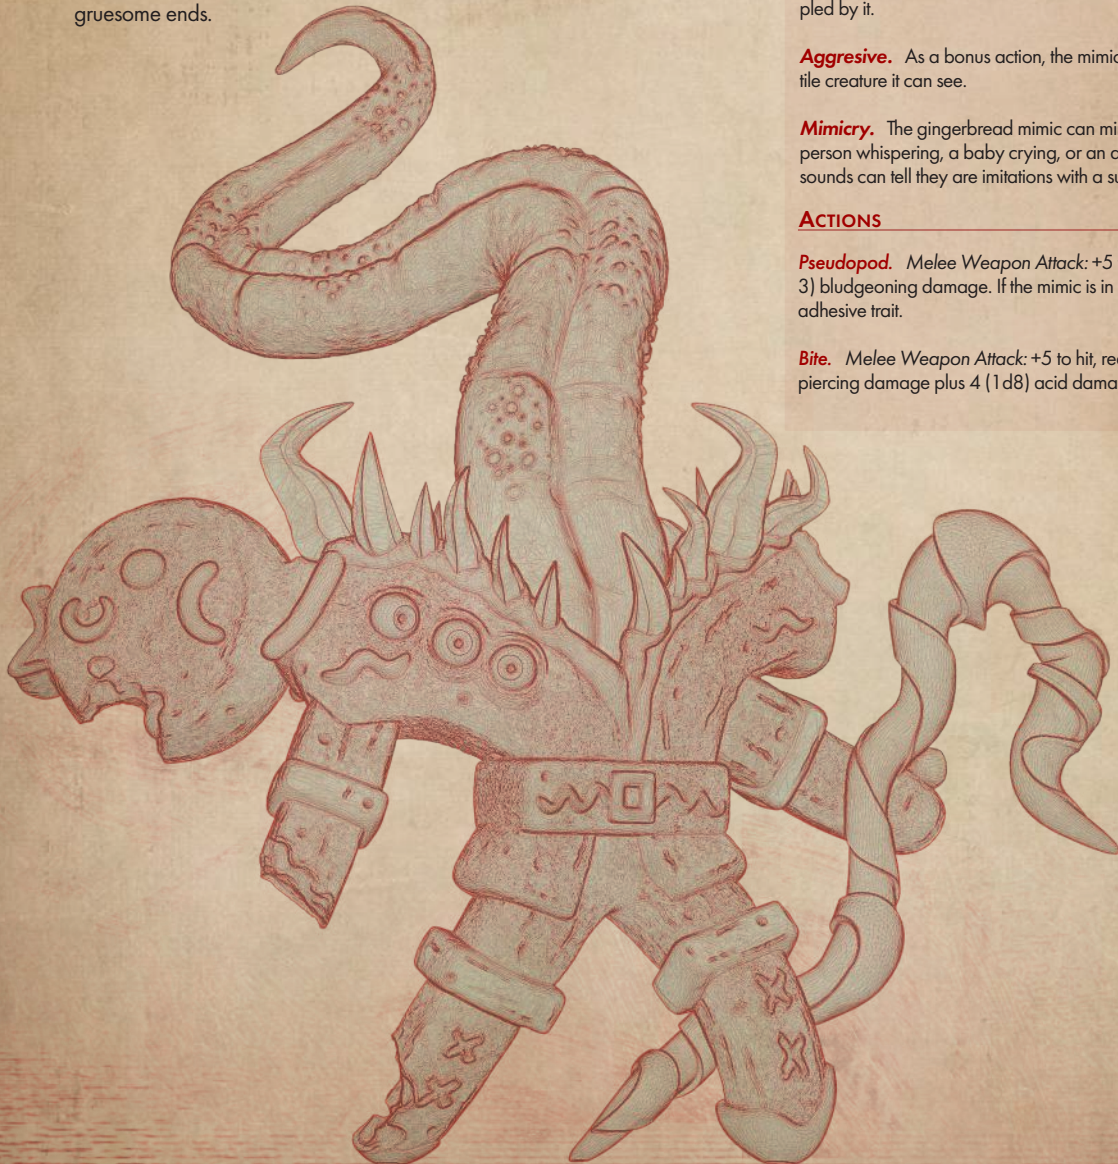 gruesome ends.
pled by it.
Aggresive. As a bonus action, the mimic
tile creature it can see.
Mimicry. The gingerbread mimic can mi
person whispering, a baby crying, or an
sounds can tell they are imitations with a su
ACTIONS
Pseudopod. Melee Weapon Attack: +5
3) bludgeoning damage. If the mimic is in
adhesive trait.
Bite. Melee Weapon Attack: +5 to hit, rea
piercing damage plus 4 (1d8) acid dama